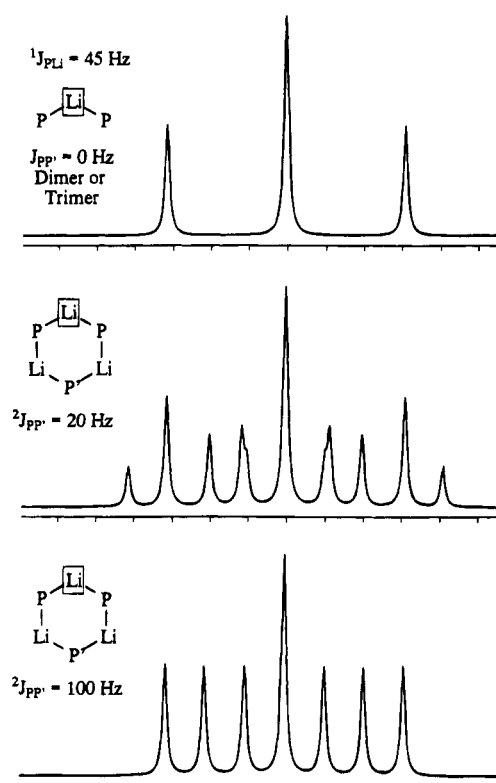 ¹J_PLi = 45 Hz
Li
P P
J_PP' ≈ 0 Hz
Dimer or
Trimer
Li
P P
Li Li
P'
²J_PP' = 20 Hz
Li
P P
Li Li
P'
²J_PP' = 100 Hz